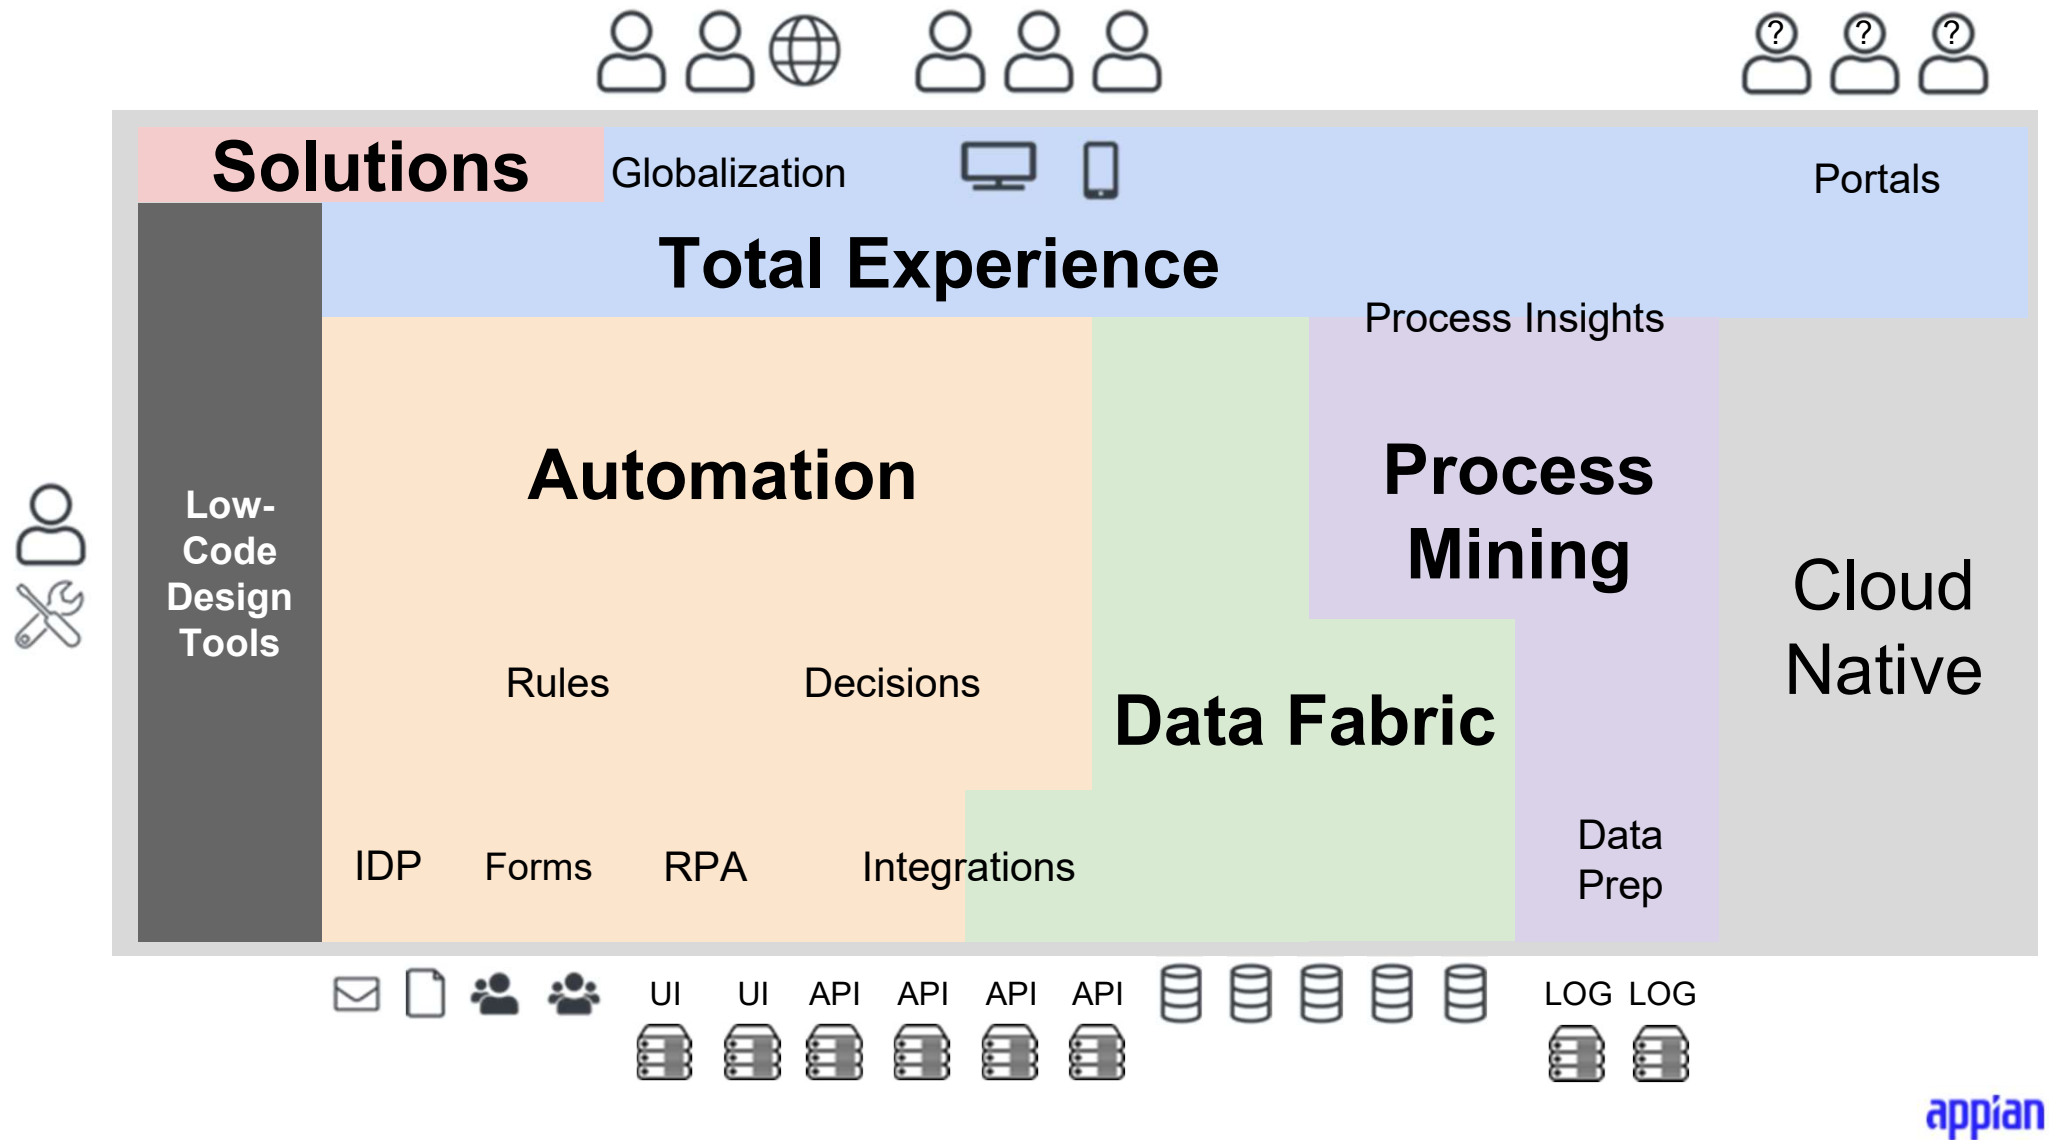 ? ? ?
Solutions
Globalization
Portals
Total Experience
Process Insights
Low-
Code
Design
Tools
Automation
Process
Mining
Cloud
Native
Rules Decisions
Data Fabric
IDP Forms RPA Integrations
Data
Prep
UI UI API API API API LOG LOG
appian